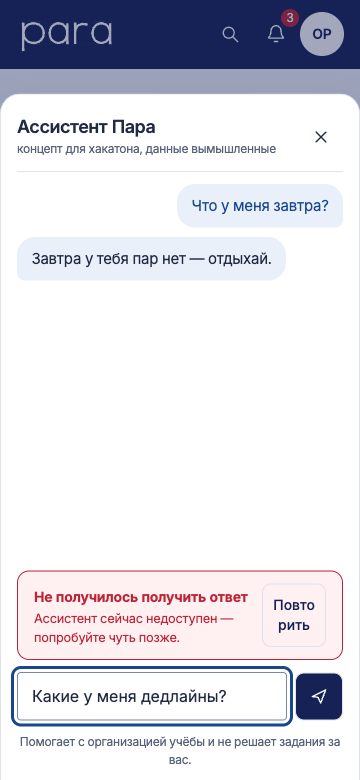 para
3
ОР
Ассистент Пара
концепт для хакатона, данные вымышленные
Что у меня завтра?
Завтра у тебя пар нет — отдыхай.
Не получилось получить ответ
Ассистент сейчас недоступен —
попробуйте чуть позже.
Повто
рить
Какие у меня дедлайны?
Помогает с организацией учёбы и не решает задания за
вас.